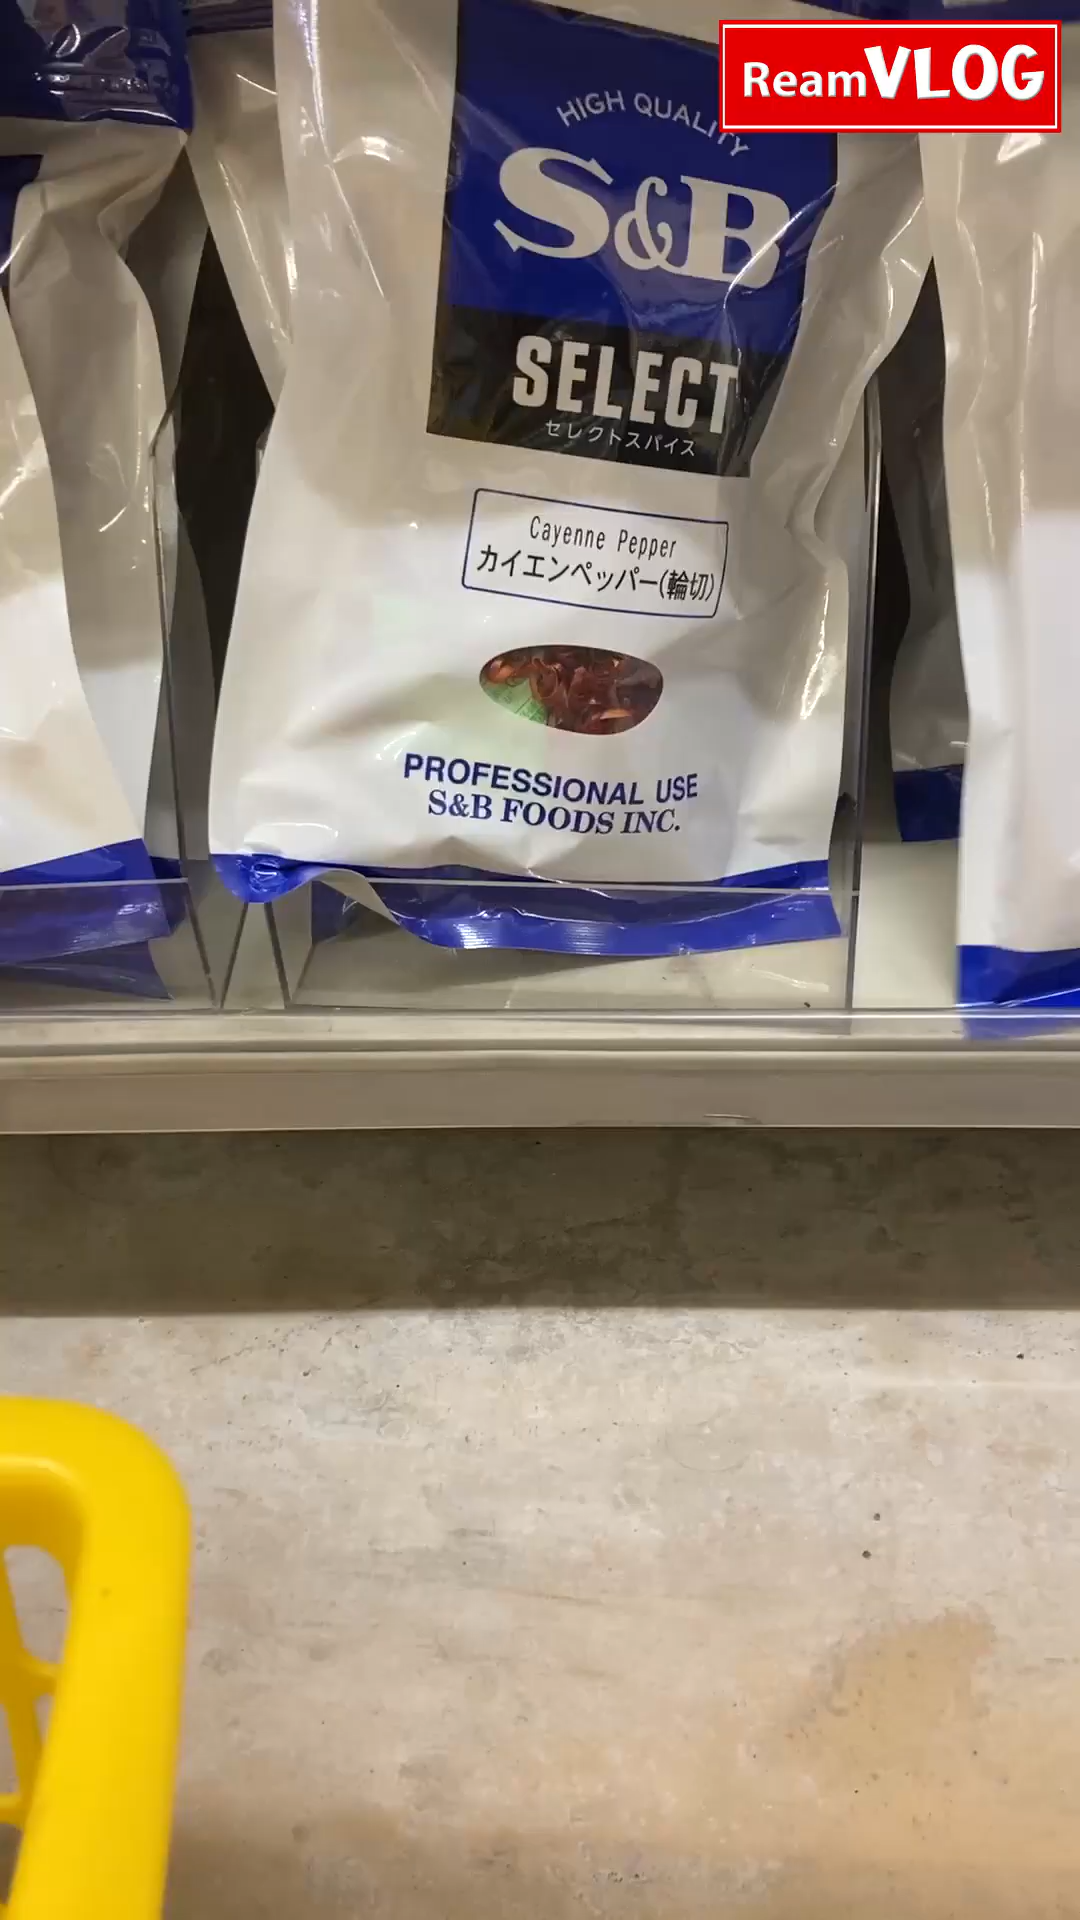 ReamVLOG
HIGH QUALITY
S&B
SELECT
セレクトスパイス
Cayenne Pepper
カイエンペッパー(輪切)
PROFESSIONAL USE
S&B FOODS INC.